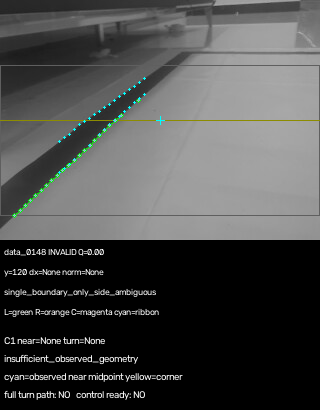 data_0148 INVALID Q=0.00
y=120 dx=None norm=None
single_boundary_only_side_ambiguous
L=green R=orange C=magenta cyan=ribbon
C1 near=None turn=None
insufficient_observed_geometry
cyan=observed near midpoint yellow=corner
full turn path: NO control ready: NO